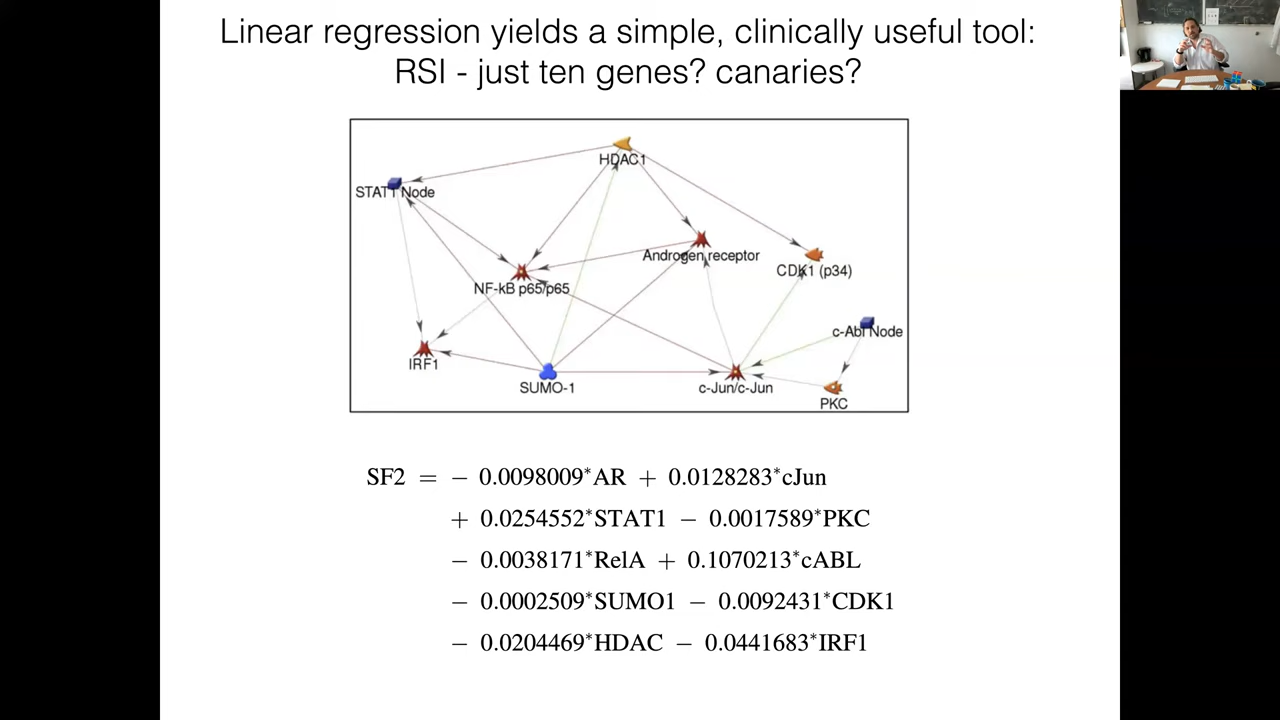 Linear regression yields a simple, clinically useful tool:
RSI - just ten genes? canaries?
HDAC1
STAT1 Node
Androgen receptor
CDK1 (p34)
NF-kB p65/p65
c-Abl Node
IRF1
SUMO-1
c-Jun/c-Jun
PKC
SF2 = − 0.0098009*AR + 0.0128283*cJun
+ 0.0254552*STAT1 − 0.0017589*PKC
− 0.0038171*RelA + 0.1070213*cABL
− 0.0002509*SUMO1 − 0.0092431*CDK1
− 0.0204469*HDAC − 0.0441683*IRF1